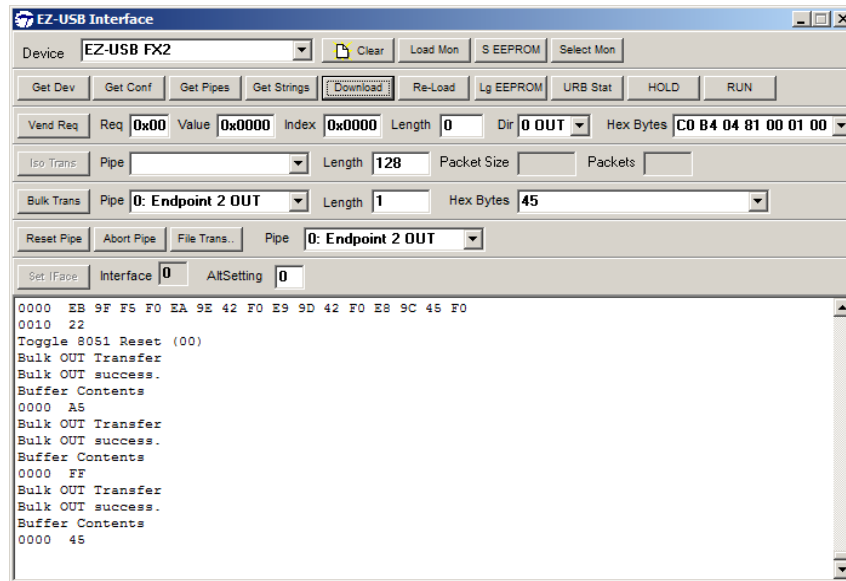 EZ-USB Interface
Device EZ-USB FX2 Clear Load Mon S EEPROM Select Mon
Get Dev Get Conf Get Pipes Get Strings Download Re-Load Lg EEPROM URB Stat HOLD RUN
Vend Req Req 0x00 Value 0x0000 Index 0x0000 Length 0 Dir 0 OUT Hex Bytes C0 B4 04 81 00 01 00
Iso Trans Pipe Length 128 Packet Size Packets
Bulk Trans Pipe 0: Endpoint 2 OUT Length 1 Hex Bytes 45
Reset Pipe Abort Pipe File Trans.. Pipe 0: Endpoint 2 OUT
Set IFace Interface 0 AltSetting 0
0000 EB 9F F5 F0 EA 9E 42 F0 E9 9D 42 F0 E8 9C 45 F0
0010 22
Toggle 8051 Reset (00)
Bulk OUT Transfer
Bulk OUT success.
Buffer Contents
0000 A5
Bulk OUT Transfer
Bulk OUT success.
Buffer Contents
0000 FF
Bulk OUT Transfer
Bulk OUT success.
Buffer Contents
0000 45